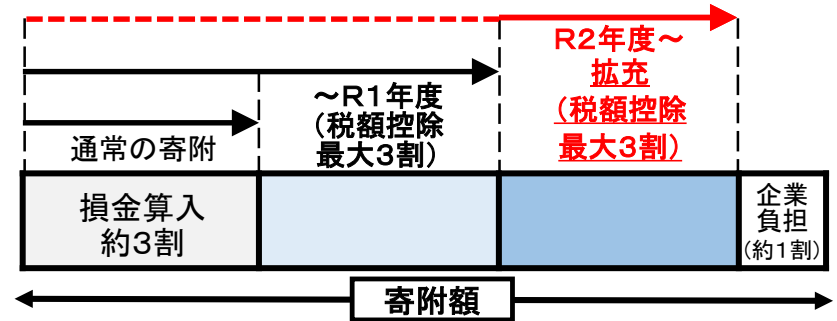 R2年度～
拡充
(税額控除
最大3割)
～R1年度
(税額控除
最大3割)
通常の寄附
損金算入
約3割
企業
負担
(約1割)
寄附額